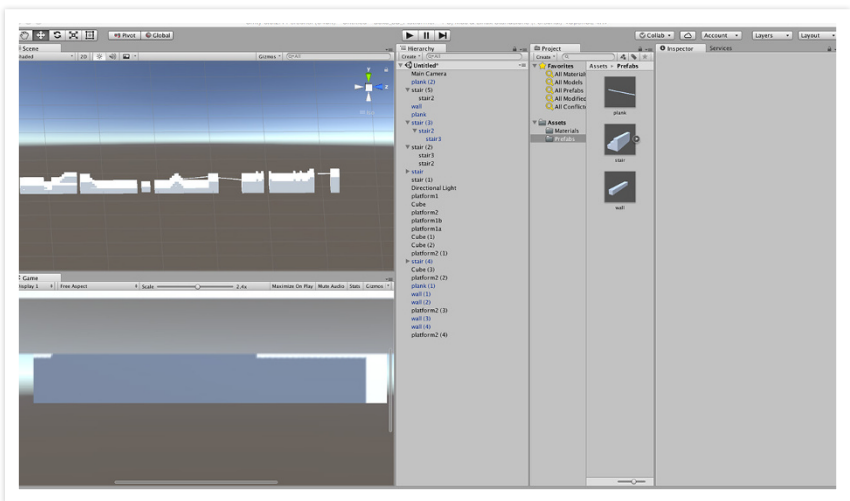 Pivot Global
Collab Account Layers Layout
Scene
2D Gizmos All
Hierarchy
Create All
Untitled*
Main Camera
plank (2)
stair (5)
stair2
wall
plank
stair (3)
stair2
stair3
stair (2)
stair3
stair2
stair
stair (1)
Directional Light
platform1
Cube
platform2
platform1b
platform1a
Cube (1)
Cube (2)
platform2 (1)
stair (4)
Cube (3)
platform2 (2)
plank (1)
wall (1)
wall (2)
platform2 (3)
wall (3)
wall (4)
platform2 (4)
Project
Create
Favorites
All Material
All Models
All Prefabs
All Modified
All Conflicts
Assets
Materials
Prefabs
Assets Prefabs
plank
stair
wall
Inspector Services
Game
Display 1 Free Aspect Scale 2.4x Maximize On Play Mute Audio Stats Gizmos